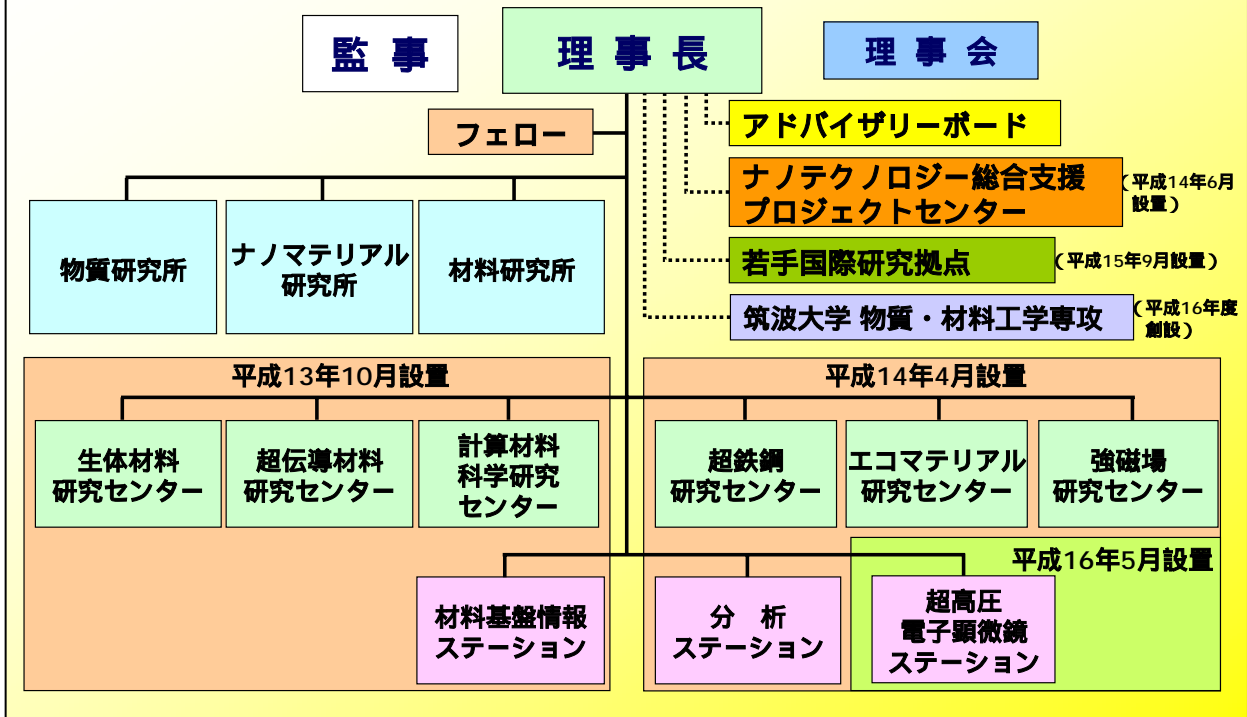 監 事
理 事 長
理 事 会
フェロー
アドバイザリーボード
ナノテクノロジー総合支援
プロジェクトセンター
（平成14年6月
設置）
若手国際研究拠点
（平成15年9月設置）
筑波大学 物質・材料工学専攻
（平成16年度
創設）
物質研究所
ナノマテリアル
研究所
材料研究所
平成13年10月設置
生体材料
研究センター
超伝導材料
研究センター
計算材料
科学研究
センター
平成14年4月設置
超鉄鋼
研究センター
エコマテリアル
研究センター
強磁場
研究センター
平成16年5月設置
材料基盤情報
ステーション
分 析
ステーション
超高圧
電子顕微鏡
ステーション